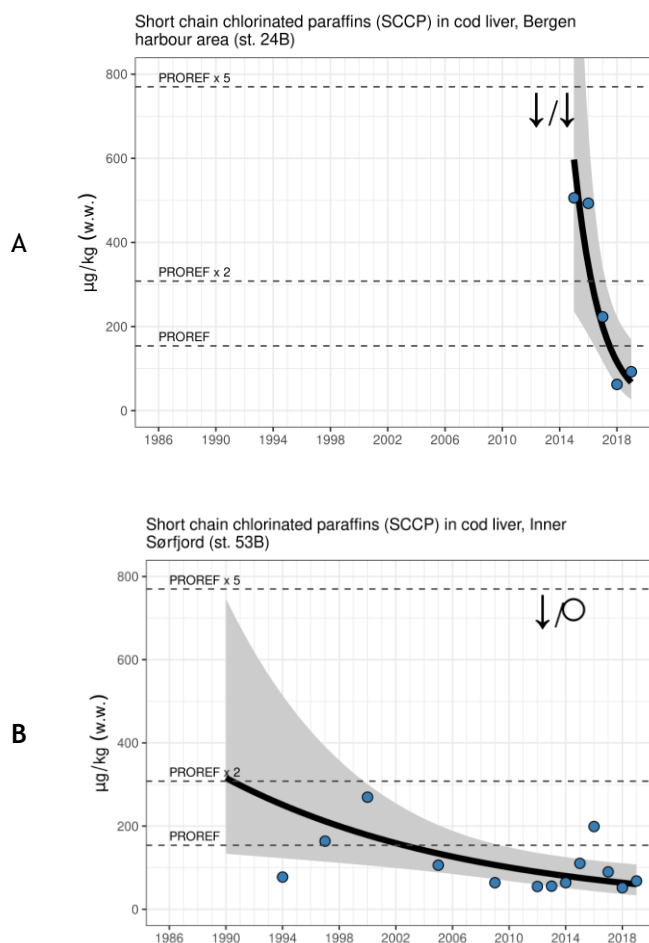 Short chain chlorinated paraffins (SCCP) in cod liver, Bergen
harbour area (st. 24B)
A
µg/kg (w.w.)
800
600
400
200
0
PROREF x 5
↓/↓
PROREF x 2
PROREF
1986 1990 1994 1998 2002 2006 2010 2014 2018
Short chain chlorinated paraffins (SCCP) in cod liver, Inner
Sørfjord (st. 53B)
B
µg/kg (w.w.)
800
600
400
200
0
PROREF x 5
↓/○
PROREF x 2
PROREF
1986 1990 1994 1998 2002 2006 2010 2014 2018